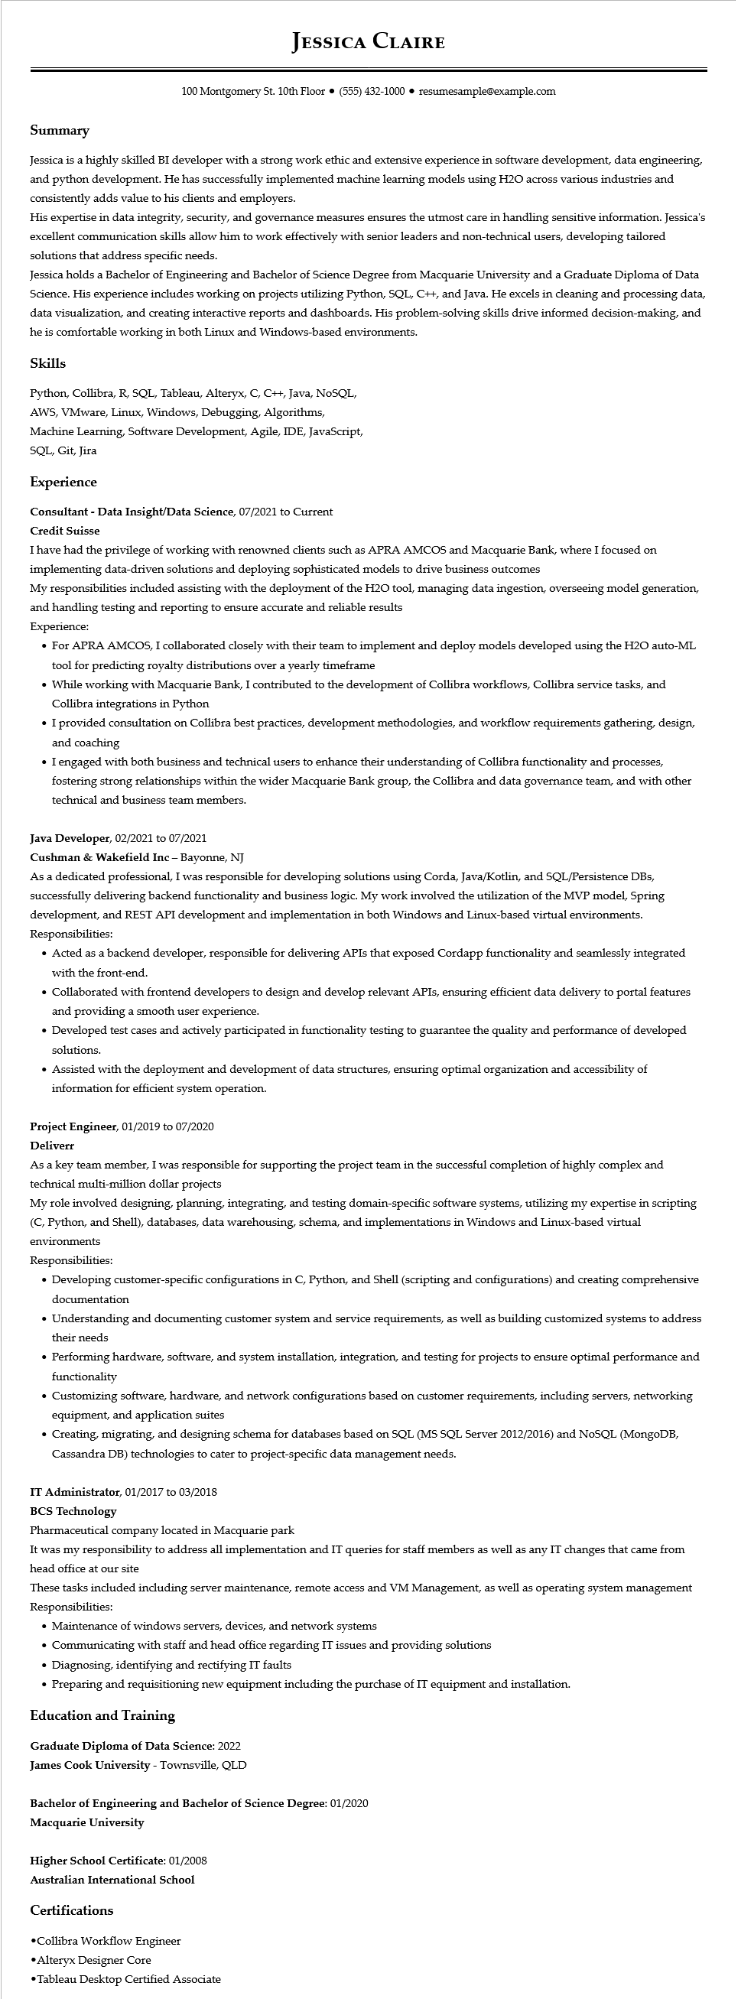 Jessica Claire
100 Montgomery St. 10th Floor ● (555) 432-1000 ● resumesample@example.com
Summary
Jessica is a highly skilled BI developer with a strong work ethic and extensive experience in software development, data engineering,
and python development. He has successfully implemented machine learning models using H2O across various industries and
consistently adds value to his clients and employers.
His expertise in data integrity, security, and governance measures ensures the utmost care in handling sensitive information. Jessica's
excellent communication skills allow him to work effectively with senior leaders and non-technical users, developing tailored
solutions that address specific needs.
Jessica holds a Bachelor of Engineering and Bachelor of Science Degree from Macquarie University and a Graduate Diploma of Data
Science. His experience includes working on projects utilizing Python, SQL, C++, and Java. He excels in cleaning and processing data,
data visualization, and creating interactive reports and dashboards. His problem-solving skills drive informed decision-making, and
he is comfortable working in both Linux and Windows-based environments.
Skills
Python, Collibra, R, SQL, Tableau, Alteryx, C, C++, Java, NoSQL,
AWS, VMware, Linux, Windows, Debugging, Algorithms,
Machine Learning, Software Development, Agile, IDE, JavaScript,
SQL, Git, Jira
Experience
Consultant - Data Insight/Data Science, 07/2021 to Current
Credit Suisse
I have had the privilege of working with renowned clients such as APRA AMCOS and Macquarie Bank, where I focused on
implementing data-driven solutions and deploying sophisticated models to drive business outcomes
My responsibilities included assisting with the deployment of the H2O tool, managing data ingestion, overseeing model generation,
and handling testing and reporting to ensure accurate and reliable results
Experience:
• For APRA AMCOS, I collaborated closely with their team to implement and deploy models developed using the H2O auto-ML
tool for predicting royalty distributions over a yearly timeframe
• While working with Macquarie Bank, I contributed to the development of Collibra workflows, Collibra service tasks, and
Collibra integrations in Python
• I provided consultation on Collibra best practices, development methodologies, and workflow requirements gathering, design,
and coaching
• I engaged with both business and technical users to enhance their understanding of Collibra functionality and processes,
fostering strong relationships within the wider Macquarie Bank group, the Collibra and data governance team, and with other
technical and business team members.
Java Developer, 02/2021 to 07/2021
Cushman & Wakefield Inc – Bayonne, NJ
As a dedicated professional, I was responsible for developing solutions using Corda, Java/Kotlin, and SQL/Persistence DBs,
successfully delivering backend functionality and business logic. My work involved the utilization of the MVP model, Spring
development, and REST API development and implementation in both Windows and Linux-based virtual environments.
Responsibilities:
• Acted as a backend developer, responsible for delivering APIs that exposed Cordapp functionality and seamlessly integrated
with the front-end.
• Collaborated with frontend developers to design and develop relevant APIs, ensuring efficient data delivery to portal features
and providing a smooth user experience.
• Developed test cases and actively participated in functionality testing to guarantee the quality and performance of developed
solutions.
• Assisted with the deployment and development of data structures, ensuring optimal organization and accessibility of
information for efficient system operation.
Project Engineer, 01/2019 to 07/2020
Deliverr
As a key team member, I was responsible for supporting the project team in the successful completion of highly complex and
technical multi-million dollar projects
My role involved designing, planning, integrating, and testing domain-specific software systems, utilizing my expertise in scripting
(C, Python, and Shell), databases, data warehousing, schema, and implementations in Windows and Linux-based virtual
environments
Responsibilities:
• Developing customer-specific configurations in C, Python, and Shell (scripting and configurations) and creating comprehensive
documentation
• Understanding and documenting customer system and service requirements, as well as building customized systems to address
their needs
• Performing hardware, software, and system installation, integration, and testing for projects to ensure optimal performance and
functionality
• Customizing software, hardware, and network configurations based on customer requirements, including servers, networking
equipment, and application suites
• Creating, migrating, and designing schema for databases based on SQL (MS SQL Server 2012/2016) and NoSQL (MongoDB,
Cassandra DB) technologies to cater to project-specific data management needs.
IT Administrator, 01/2017 to 03/2018
BCS Technology
Pharmaceutical company located in Macquarie park
It was my responsibility to address all implementation and IT queries for staff members as well as any IT changes that came from
head office at our site
These tasks included including server maintenance, remote access and VM Management, as well as operating system management
Responsibilities:
• Maintenance of windows servers, devices, and network systems
• Communicating with staff and head office regarding IT issues and providing solutions
• Diagnosing, identifying and rectifying IT faults
• Preparing and requisitioning new equipment including the purchase of IT equipment and installation.
Education and Training
Graduate Diploma of Data Science: 2022
James Cook University - Townsville, QLD
Bachelor of Engineering and Bachelor of Science Degree: 01/2020
Macquarie University
Higher School Certificate: 01/2008
Australian International School
Certifications
•Collibra Workflow Engineer
•Alteryx Designer Core
•Tableau Desktop Certified Associate